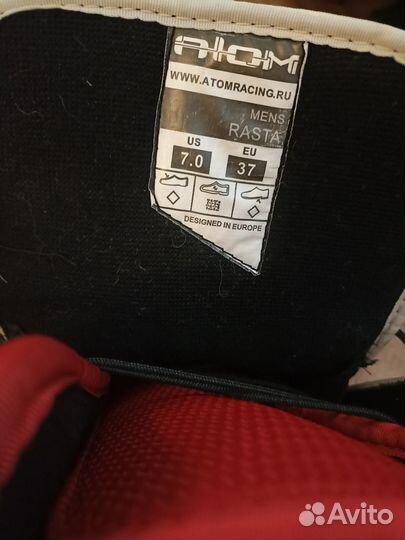 ATOM
WWW.ATOMRACING.RU
MENS
RASTA
US EU
7.0 37
DESIGNED IN EUROPE
Avito